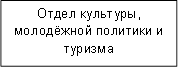 Отдел культуры,
молодёжной политики и
туризма